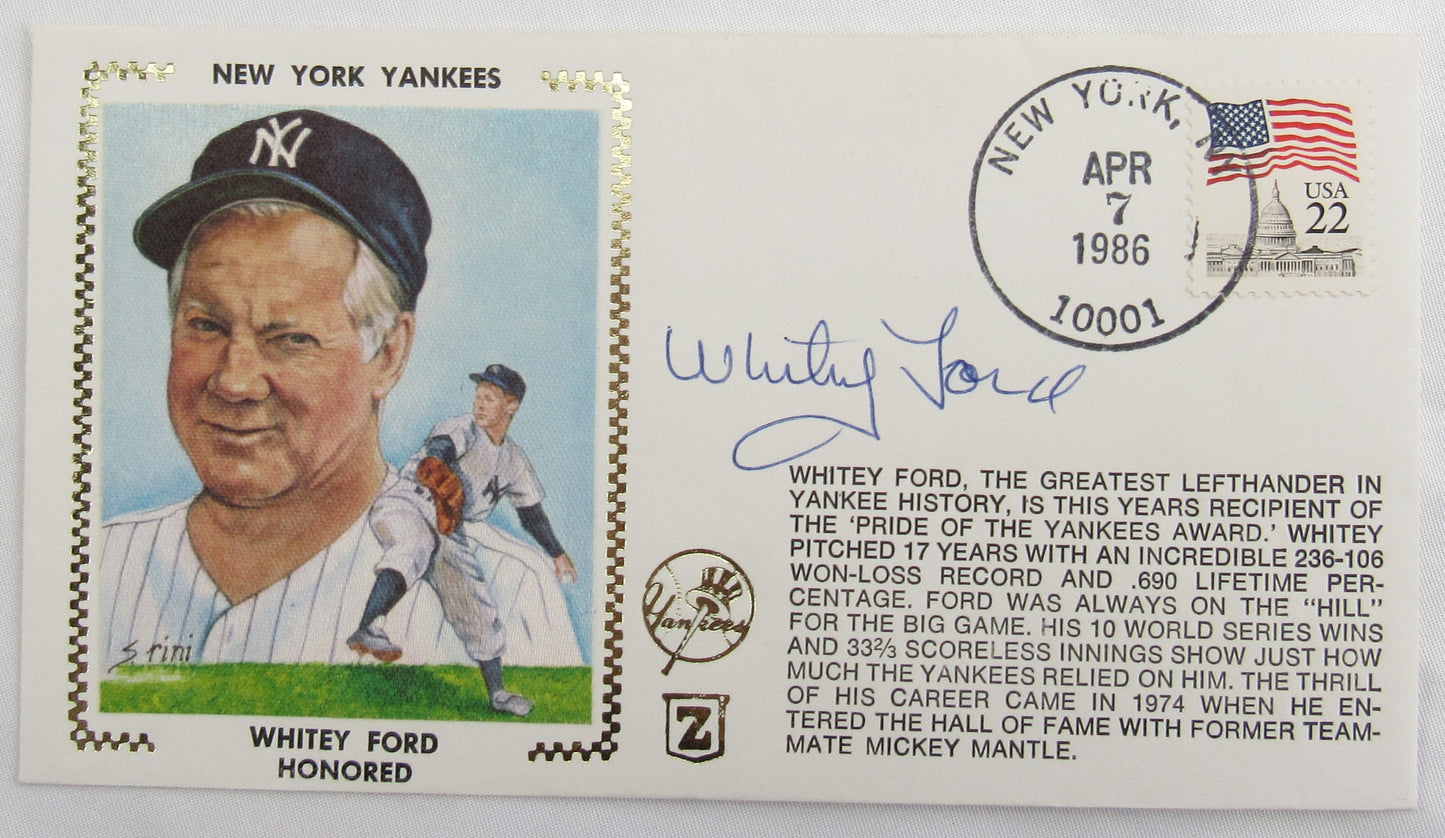 NEW YORK YANKEES
NY
NEW YORK, N
APR
7
1986
10001
USA
22
Whitey Ford
WHITEY FORD, THE GREATEST LEFTHANDER IN
YANKEE HISTORY, IS THIS YEARS RECIPIENT OF
THE 'PRIDE OF THE YANKEES AWARD.' WHITEY
PITCHED 17 YEARS WITH AN INCREDIBLE 236-106
WON-LOSS RECORD AND .690 LIFETIME PER-
CENTAGE. FORD WAS ALWAYS ON THE "HILL"
FOR THE BIG GAME. HIS 10 WORLD SERIES WINS
AND 33⅔ SCORELESS INNINGS SHOW JUST HOW
MUCH THE YANKEES RELIED ON HIM. THE THRILL
OF HIS CAREER CAME IN 1974 WHEN HE EN-
TERED THE HALL OF FAME WITH FORMER TEAM-
MATE MICKEY MANTLE.
Yankees
Z
NY
S rini
WHITEY FORD
HONORED